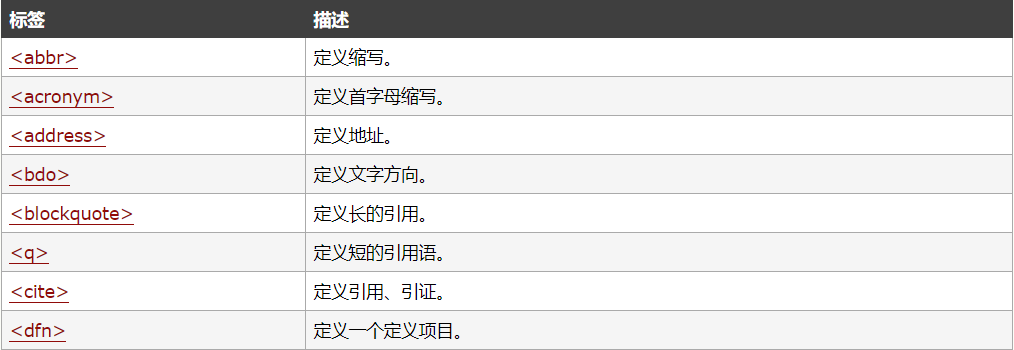 标签 描述
<abbr> 定义缩写。
<acronym> 定义首字母缩写。
<address> 定义地址。
<bdo> 定义文字方向。
<blockquote> 定义长的引用。
<q> 定义短的引用语。
<cite> 定义引用、引证。
<dfn> 定义一个定义项目。